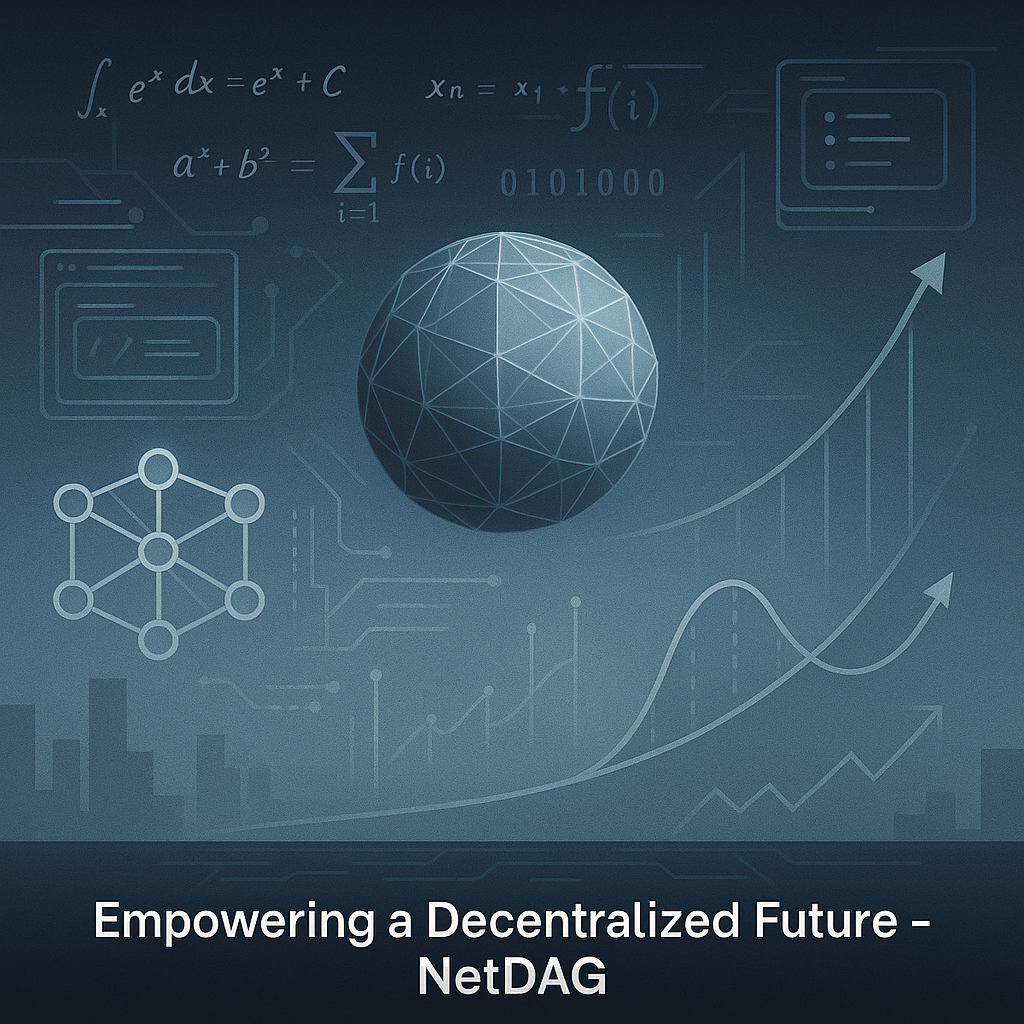 ∫ₓ eˣ dx = eˣ + C
xₙ = x₁ + f(i)
aˣ + b² = ∑ f(i)
i=1
0101000
Empowering a Decentralized Future –
NetDAG